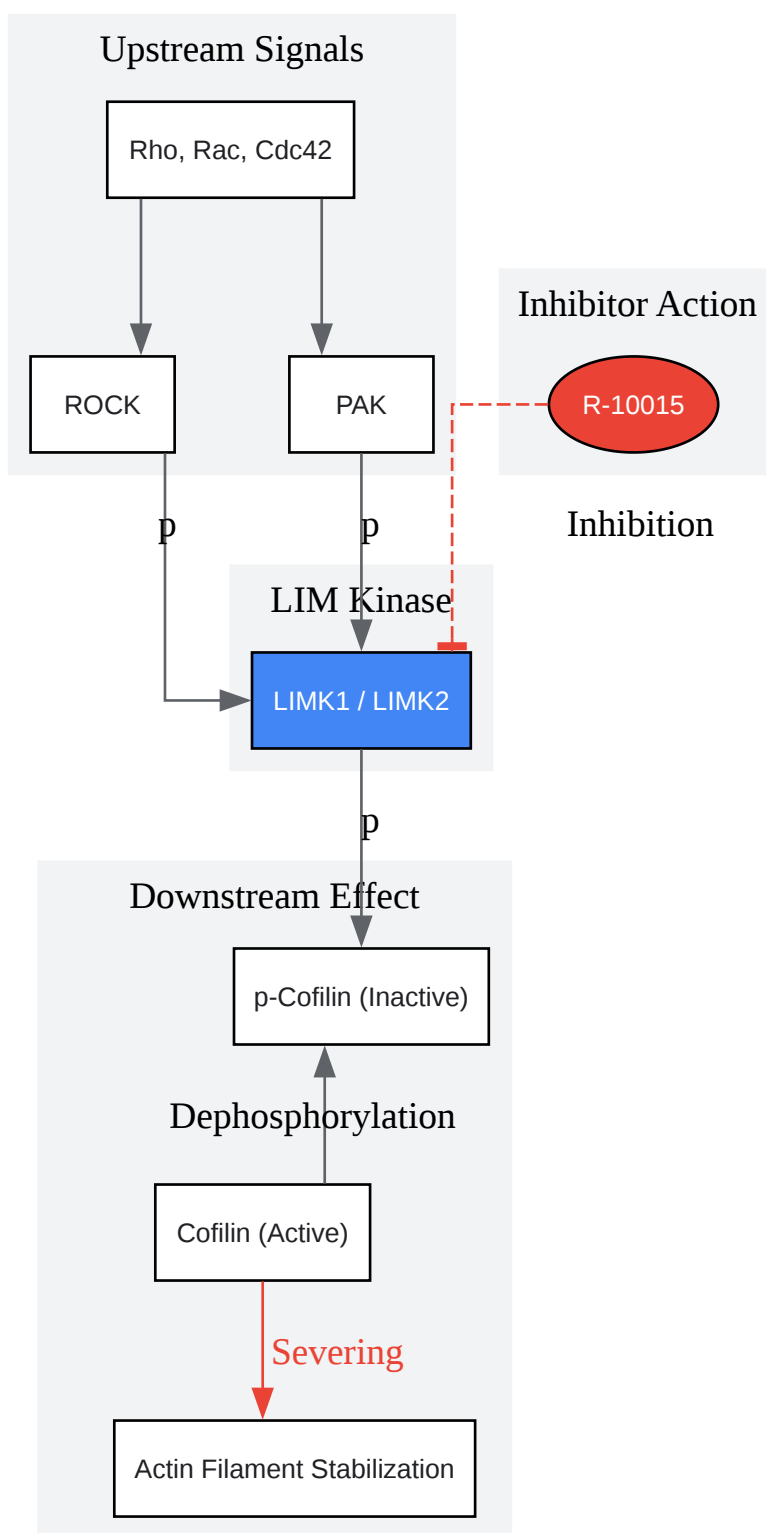 Upstream Signals
Rho, Rac, Cdc42
Inhibitor Action
ROCK
PAK
R-10015
p
p
Inhibition
LIM Kinase
LIMK1 / LIMK2
p
Downstream Effect
p-Cofilin (Inactive)
Dephosphorylation
Cofilin (Active)
Severing
Actin Filament Stabilization